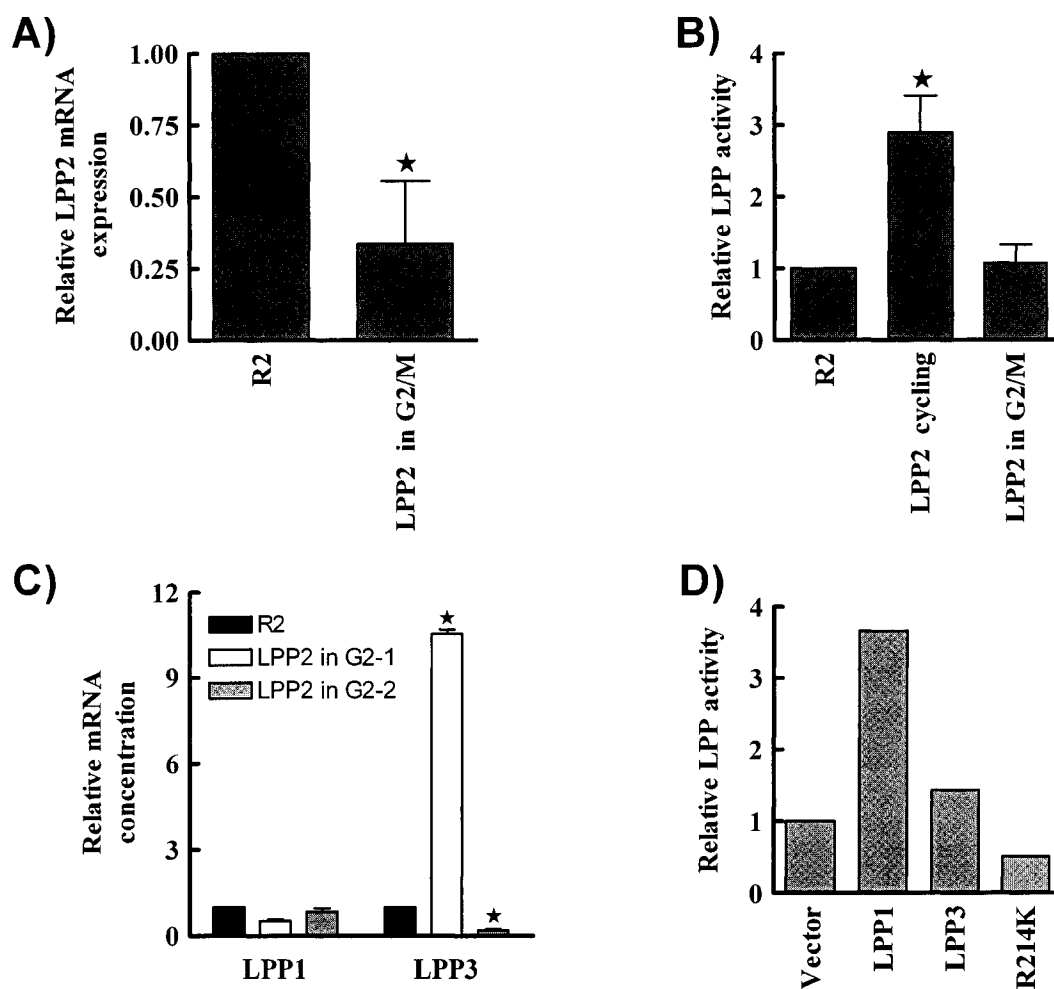 A)
Relative LPP2 mRNA
expression
1.00
0.75
0.50
0.25
0.00
★
R2
LPP2 in G2/M
B)
Relative LPP activity
4
3
2
1
0
★
R2
LPP2 cycling
LPP2 in G2/M
C)
Relative mRNA
concentration
12
9
6
3
0
R2
LPP2 in G2-1
LPP2 in G2-2
★
★
LPP1
LPP3
D)
Relative LPP activity
4
3
2
1
0
Vector
LPP1
LPP3
R214K